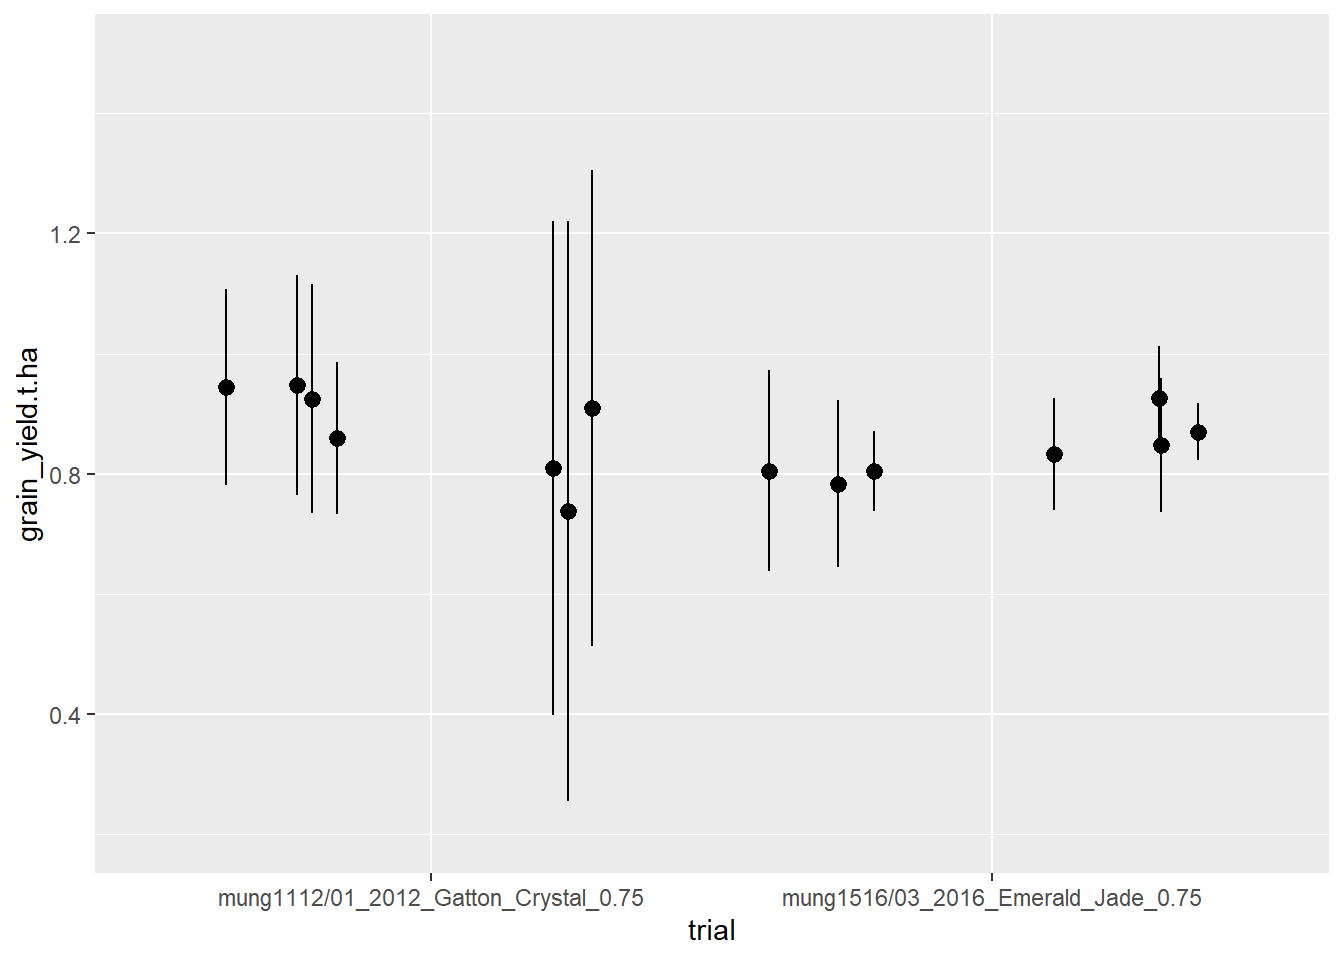 grain_yield.t.ha
1.2
0.8
0.4
mung1112/01_2012_Gatton_Crystal_0.75
mung1516/03_2016_Emerald_Jade_0.75
trial